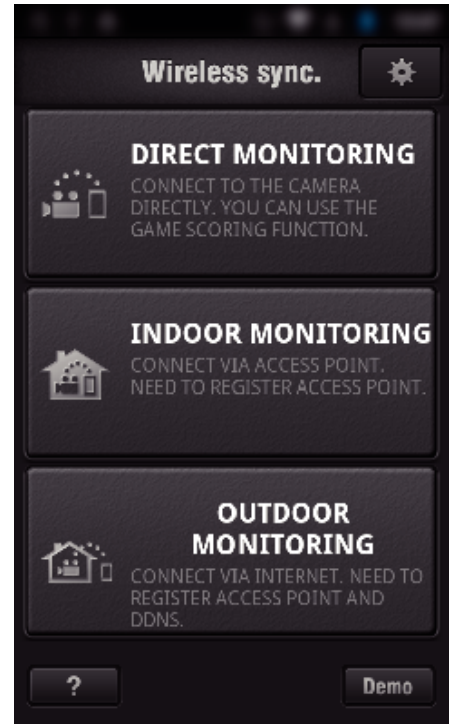 Wireless sync.
DIRECT MONITORING
CONNECT TO THE CAMERA
DIRECTLY. YOU CAN USE THE
GAME SCORING FUNCTION.
INDOOR MONITORING
CONNECT VIA ACCESS POINT.
NEED TO REGISTER ACCESS POINT.
OUTDOOR
MONITORING
CONNECT VIA INTERNET. NEED TO
REGISTER ACCESS POINT AND
DDNS.
? Demo